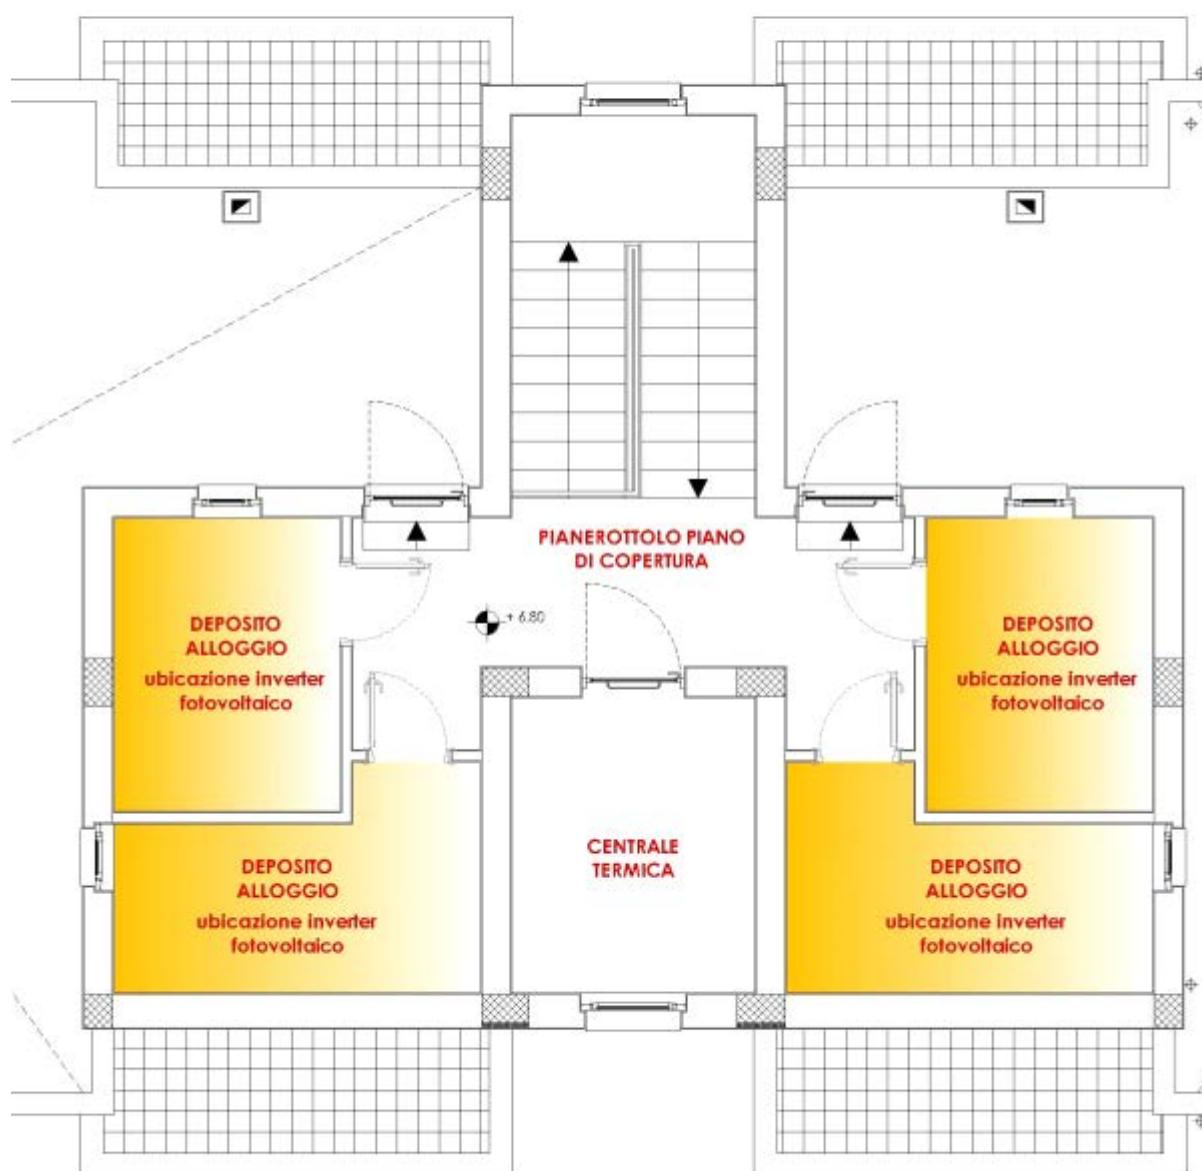 PIANEROTTOLO PIANO
DI COPERTURA
+ 6.80
DEPOSITO
ALLOGGIO
ubicazione inverter
fotovoltaico
DEPOSITO
ALLOGGIO
ubicazione inverter
fotovoltaico
DEPOSITO
ALLOGGIO
ubicazione inverter
fotovoltaico
CENTRALE
TERMICA
DEPOSITO
ALLOGGIO
ubicazione inverter
fotovoltaico